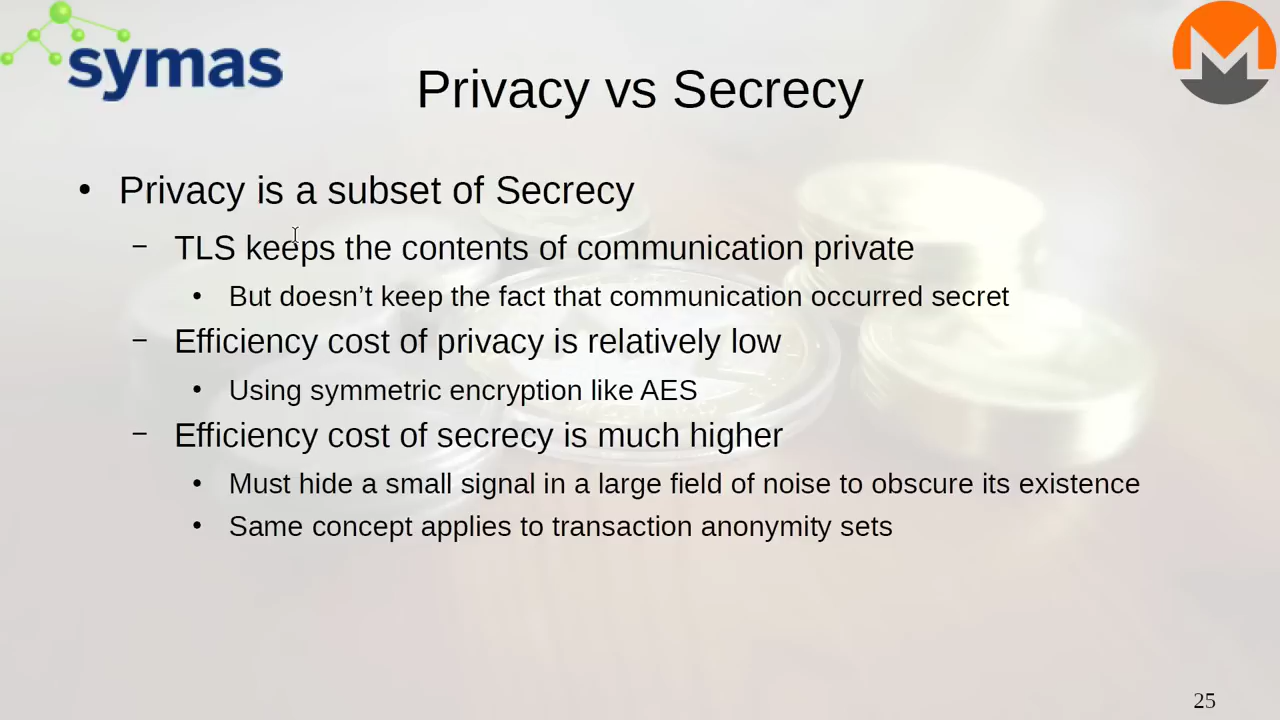 symas
Privacy vs Secrecy
• Privacy is a subset of Secrecy
– TLS keeps the contents of communication private
• But doesn’t keep the fact that communication occurred secret
– Efficiency cost of privacy is relatively low
• Using symmetric encryption like AES
– Efficiency cost of secrecy is much higher
• Must hide a small signal in a large field of noise to obscure its existence
• Same concept applies to transaction anonymity sets
25